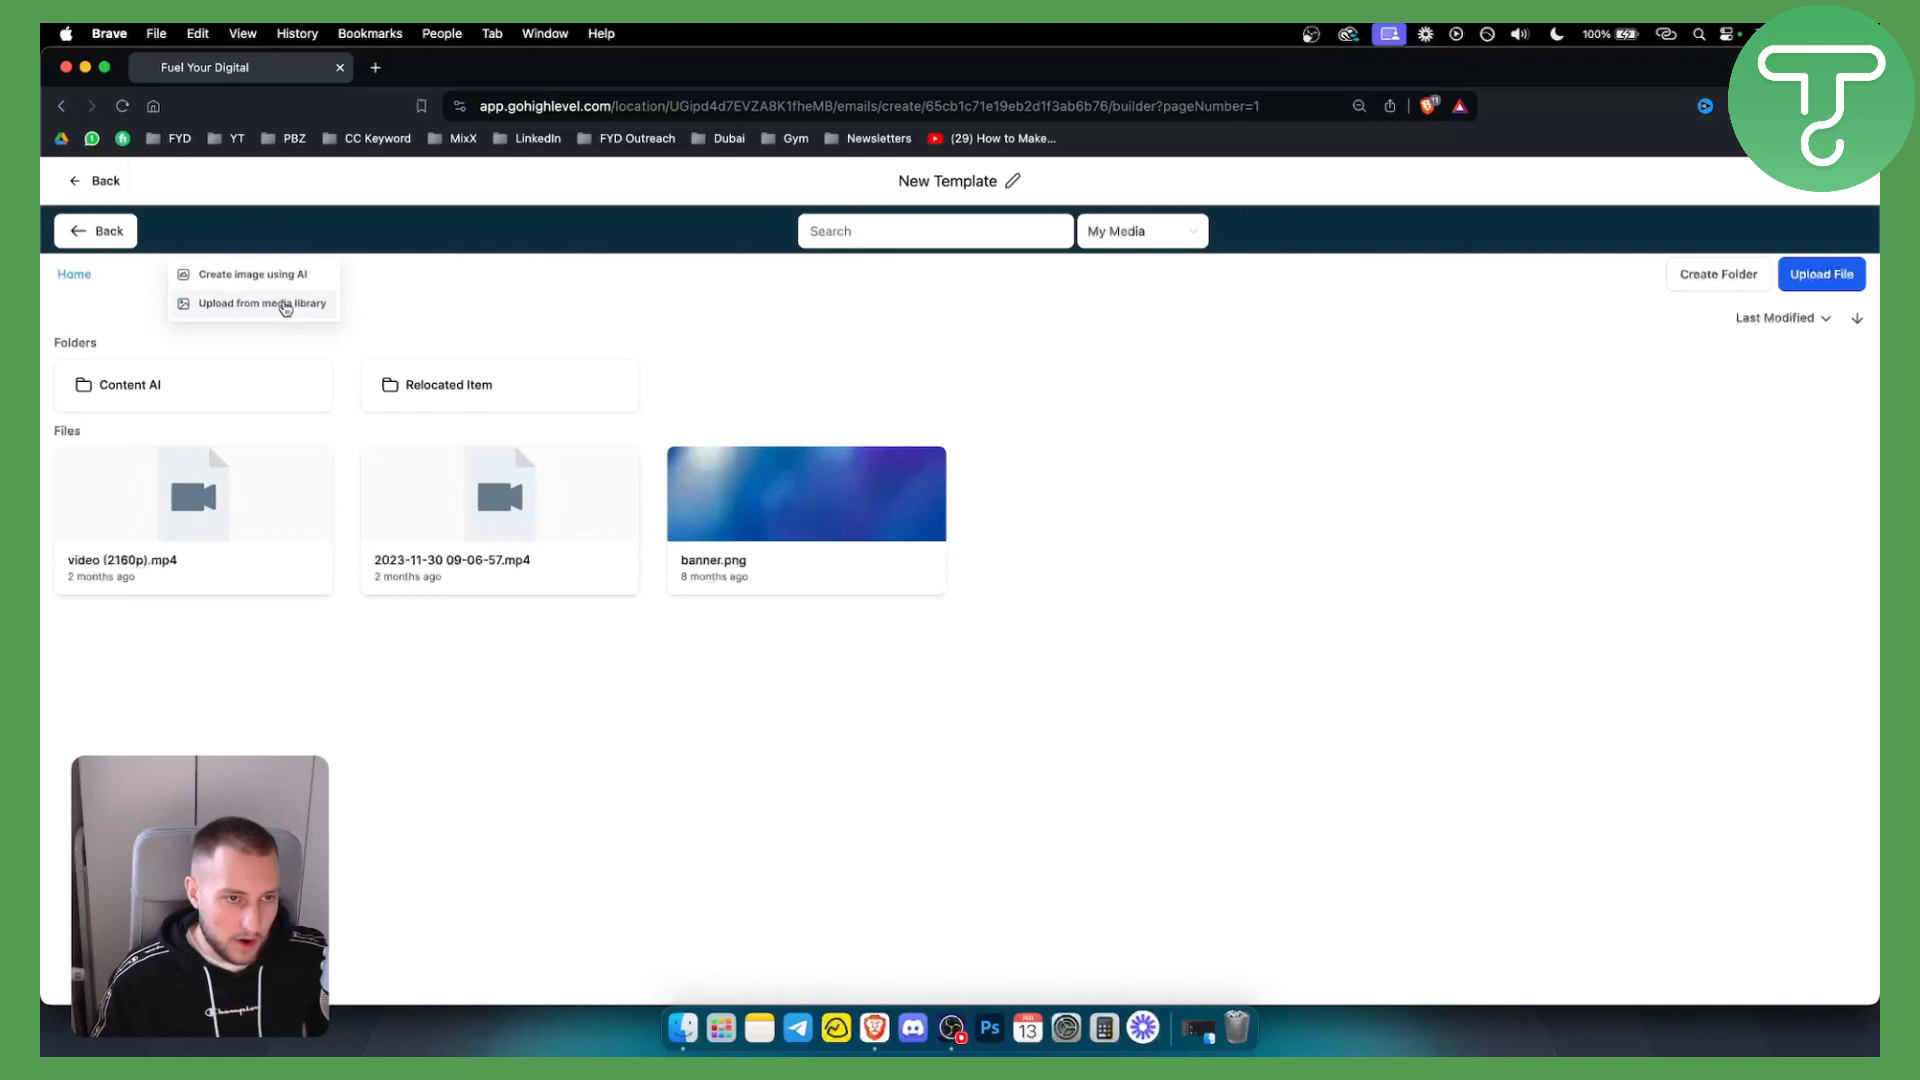 Brave File Edit View History Bookmarks People Tab Window Help 100%
Fuel Your Digital
app.gohighlevel.com/location/UGipd4d7EVZA8K1fheMB/emails/create/65cb1c71e19eb2d1f3ab6b76/builder?pageNumber=1
FYD YT PBZ CC Keyword MixX LinkedIn FYD Outreach Dubai Gym Newsletters (29) How to Make...
Back New Template
Back Search My Media
Home Create image using AI Create Folder Upload File
Upload from media library
Last Modified
Folders
Content AI Relocated Item
Files
video (2160p).mp4 2023-11-30 09-06-57.mp4 banner.png
2 months ago 2 months ago 8 months ago
Champion
Ps FEB 13